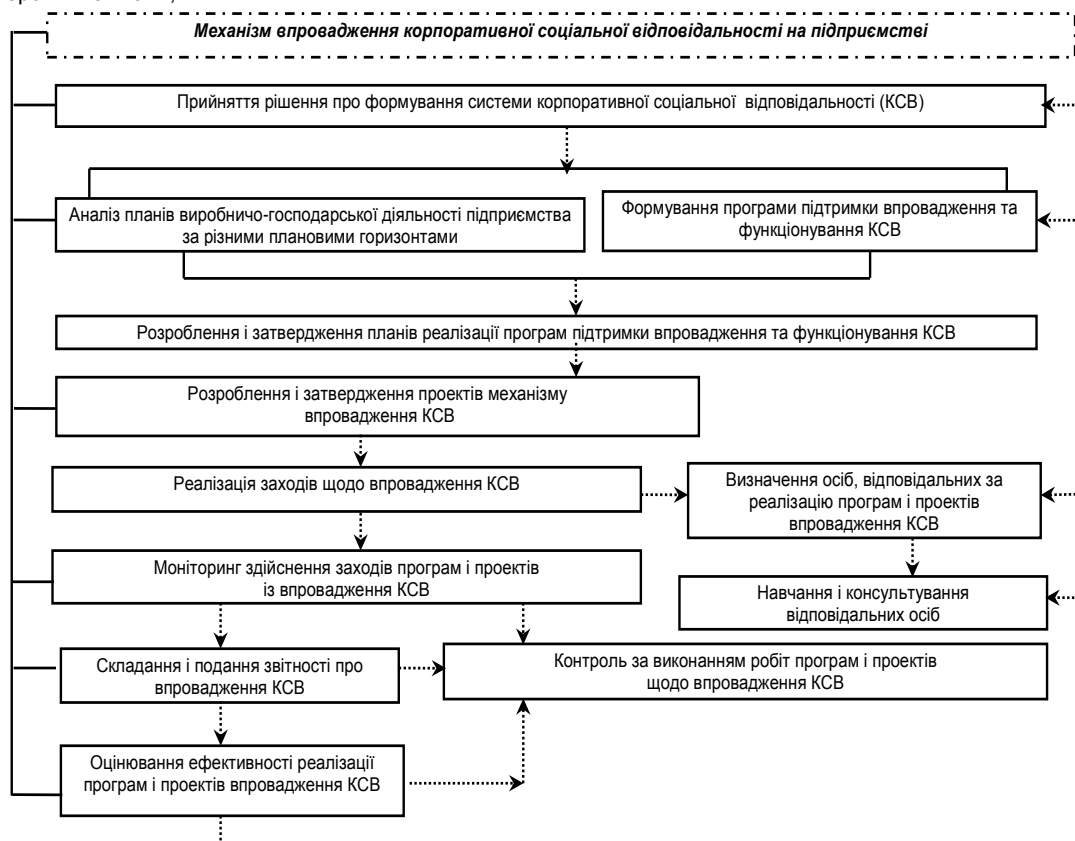 Механізм впровадження корпоративної соціальної відповідальності на підприємстві
Прийняття рішення про формування системи корпоративної соціальної відповідальності (КСВ)
Аналіз планів виробничо-господарської діяльності підприємства
за різними плановими горизонтами
Формування програми підтримки впровадження та
функціонування КСВ
Розроблення і затвердження планів реалізації програм підтримки впровадження та функціонування КСВ
Розроблення і затвердження проектів механізму
впровадження КСВ
Реалізація заходів щодо впровадження КСВ
Визначення осіб, відповідальних за
реалізацію програм і проектів
впровадження КСВ
Моніторинг здійснення заходів програм і проектів
із впровадження КСВ
Навчання і консультування
відповідальних осіб
Складання і подання звітності про
впровадження КСВ
Контроль за виконанням робіт програм і проектів
щодо впровадження КСВ
Оцінювання ефективності реалізації
програм і проектів впровадження КСВ